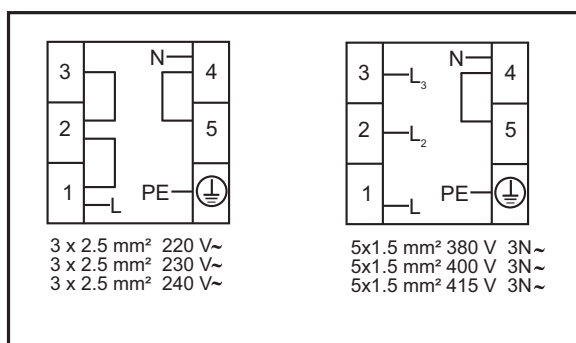 3
2
1
L
N
4
5
PE
3 x 2.5 mm² 220 V~
3 x 2.5 mm² 230 V~
3 x 2.5 mm² 240 V~
3
L₃
2
L₂
1
L
N
4
5
PE
5x1.5 mm² 380 V 3N~
5x1.5 mm² 400 V 3N~
5x1.5 mm² 415 V 3N~